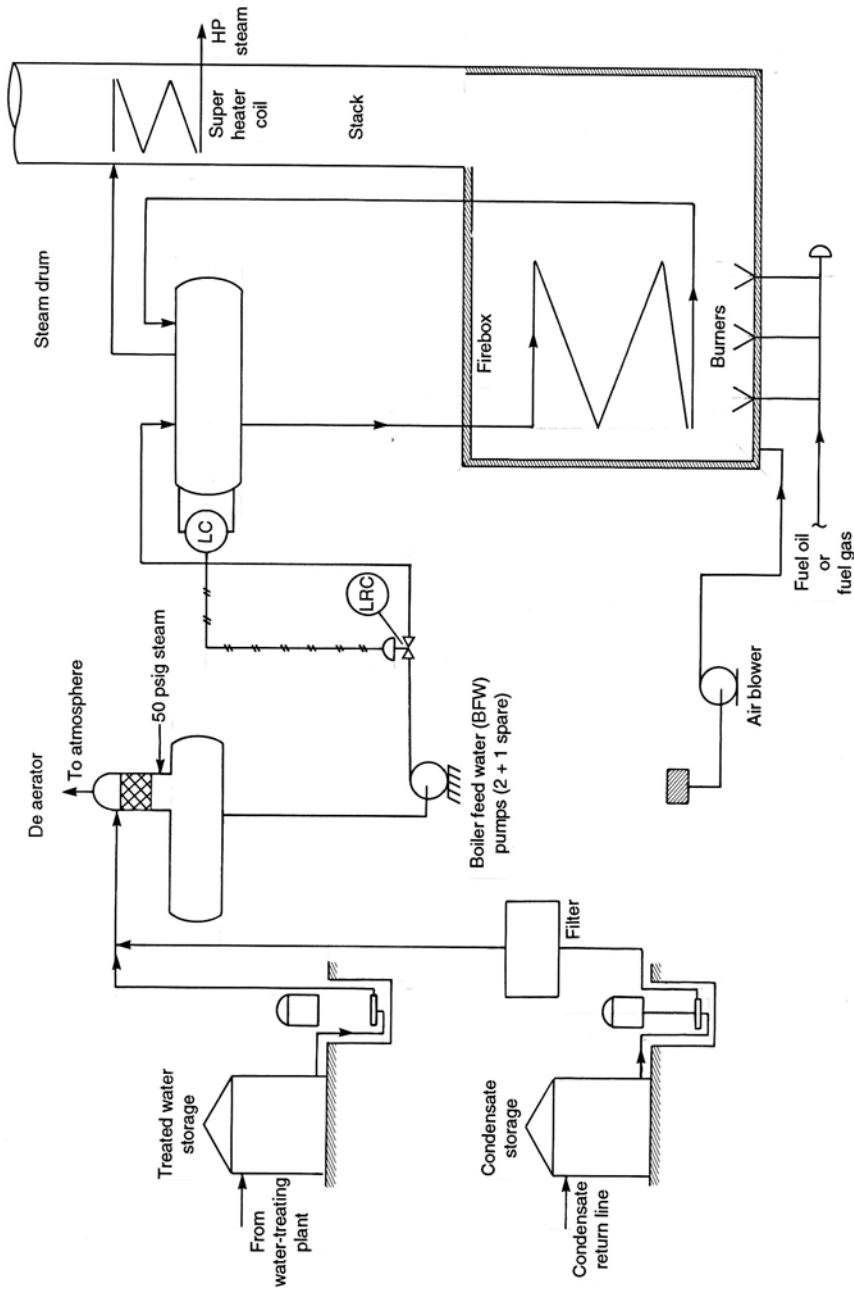 De aerator
To atmosphere
50 psig steam
Steam drum
Super
heater
coil
HP
steam
Stack
LC
LRC
Firebox
Burners
Treated water
storage
From
water-treating
plant
Boiler feed water (BFW)
pumps (2 + 1 spare)
Filter
Condensate
storage
Condensate
return line
Air blower
Fuel oil
or
fuel gas